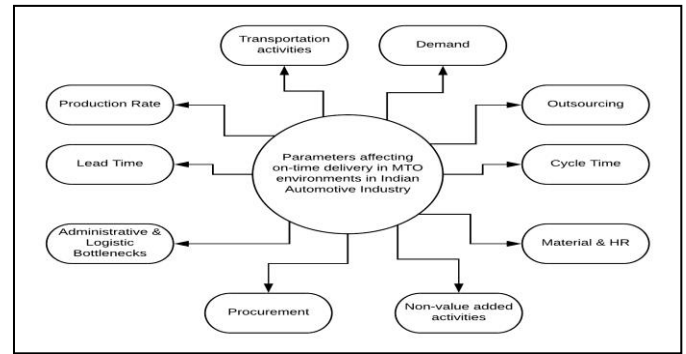 Transportation
activities
Demand
Production Rate
Outsourcing
Parameters affecting
on-time delivery in MTO
environments in Indian
Automotive Industry
Lead Time
Cycle Time
Administrative &
Logistic
Bottlenecks
Material & HR
Procurement
Non-value added
activities